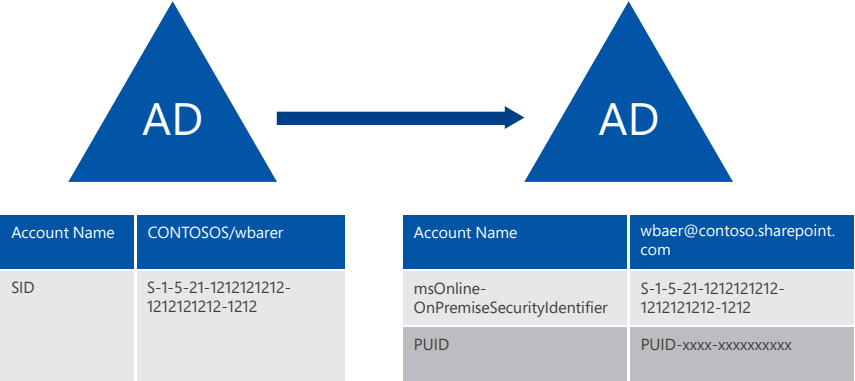 AD
AD
Account Name
CONTOSOS/wbarer
SID
S-1-5-21-1212121212-
1212121212-1212
Account Name
wbaer@contoso.sharepoint.
com
msOnline-
OnPremiseSecurityIdentifier
S-1-5-21-1212121212-
1212121212-1212
PUID
PUID-xxxx-xxxxxxxxxx